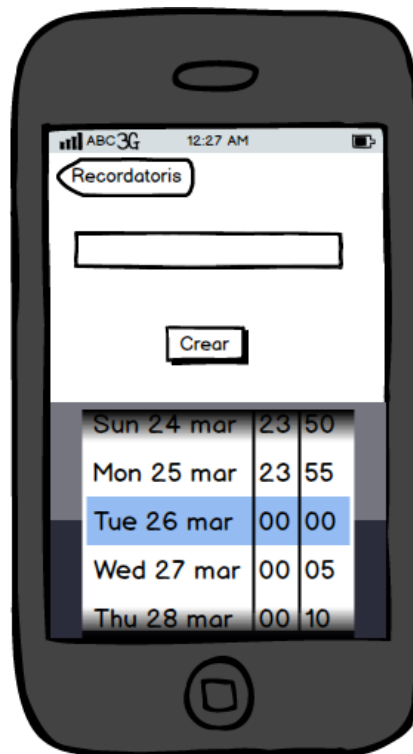 ABC 3G 12:27 AM
Recordatoris
Crear
Sun 24 mar 23 50
Mon 25 mar 23 55
Tue 26 mar 00 00
Wed 27 mar 00 05
Thu 28 mar 00 10